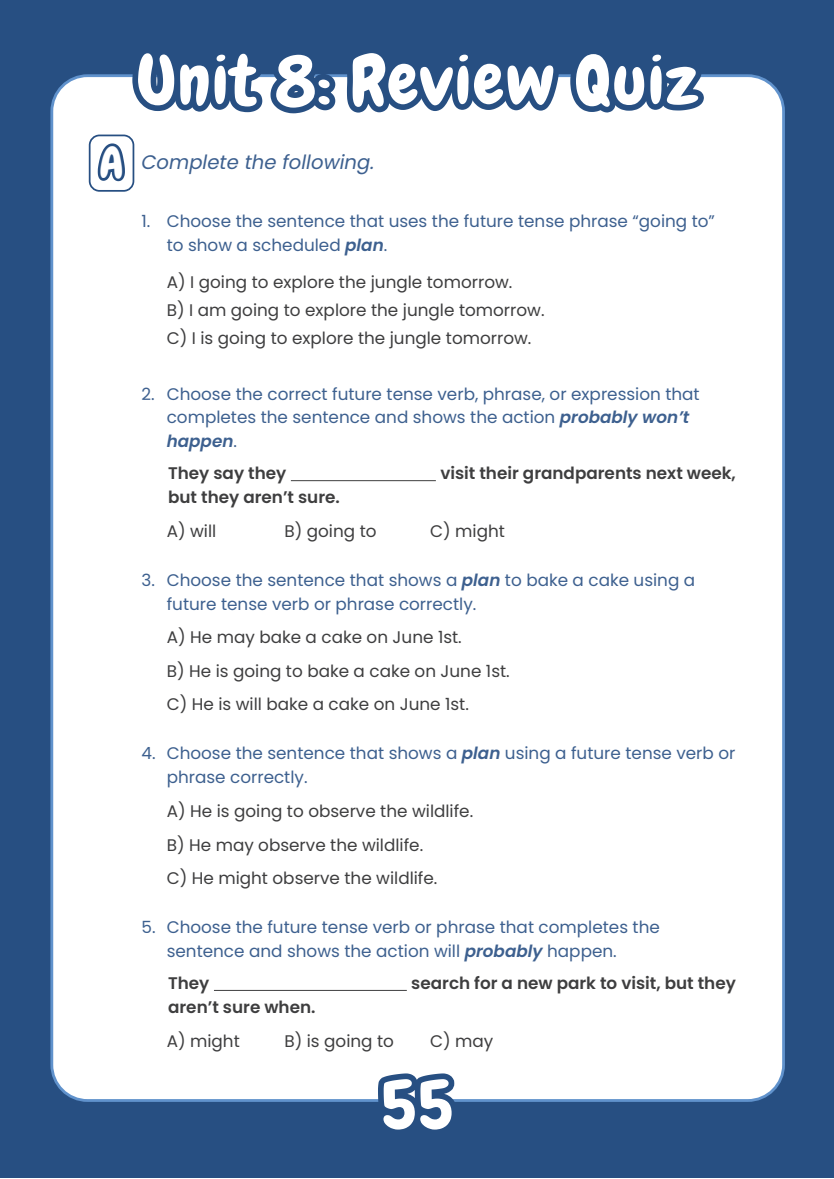 Unit 8: Review Quiz
A Complete the following.
1. Choose the sentence that uses the future tense phrase “going to”
to show a scheduled plan.
A) I going to explore the jungle tomorrow.
B) I am going to explore the jungle tomorrow.
C) I is going to explore the jungle tomorrow.
2. Choose the correct future tense verb, phrase, or expression that
completes the sentence and shows the action probably won’t
happen.
They say they ________________ visit their grandparents next week,
but they aren’t sure.
A) will B) going to C) might
3. Choose the sentence that shows a plan to bake a cake using a
future tense verb or phrase correctly.
A) He may bake a cake on June 1st.
B) He is going to bake a cake on June 1st.
C) He is will bake a cake on June 1st.
4. Choose the sentence that shows a plan using a future tense verb or
phrase correctly.
A) He is going to observe the wildlife.
B) He may observe the wildlife.
C) He might observe the wildlife.
5. Choose the future tense verb or phrase that completes the
sentence and shows the action will probably happen.
They _____________________ search for a new park to visit, but they
aren’t sure when.
A) might B) is going to C) may
55